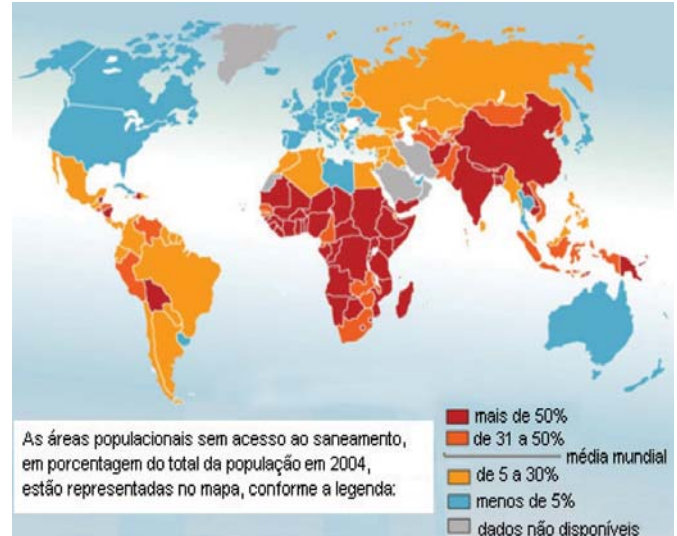 As áreas populacionais sem acesso ao saneamento,
em porcentagem do total da população em 2004,
estão representadas no mapa, conforme a legenda:
mais de 50%
de 31 a 50%
média mundial
de 5 a 30%
menos de 5%
dados não disponíveis